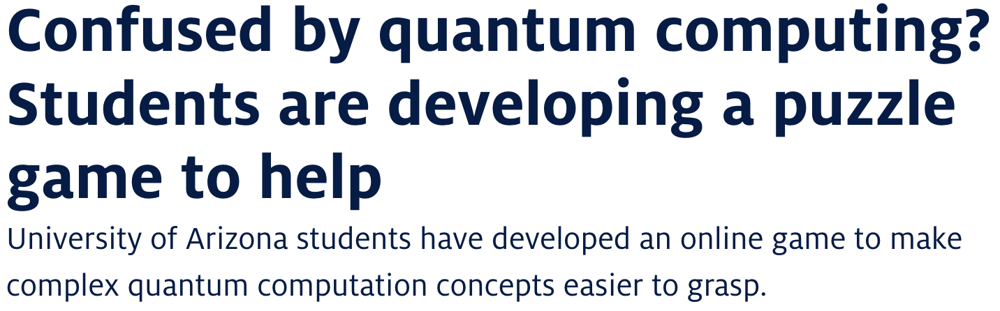 Confused by quantum computing?
Students are developing a puzzle
game to help
University of Arizona students have developed an online game to make
complex quantum computation concepts easier to grasp.